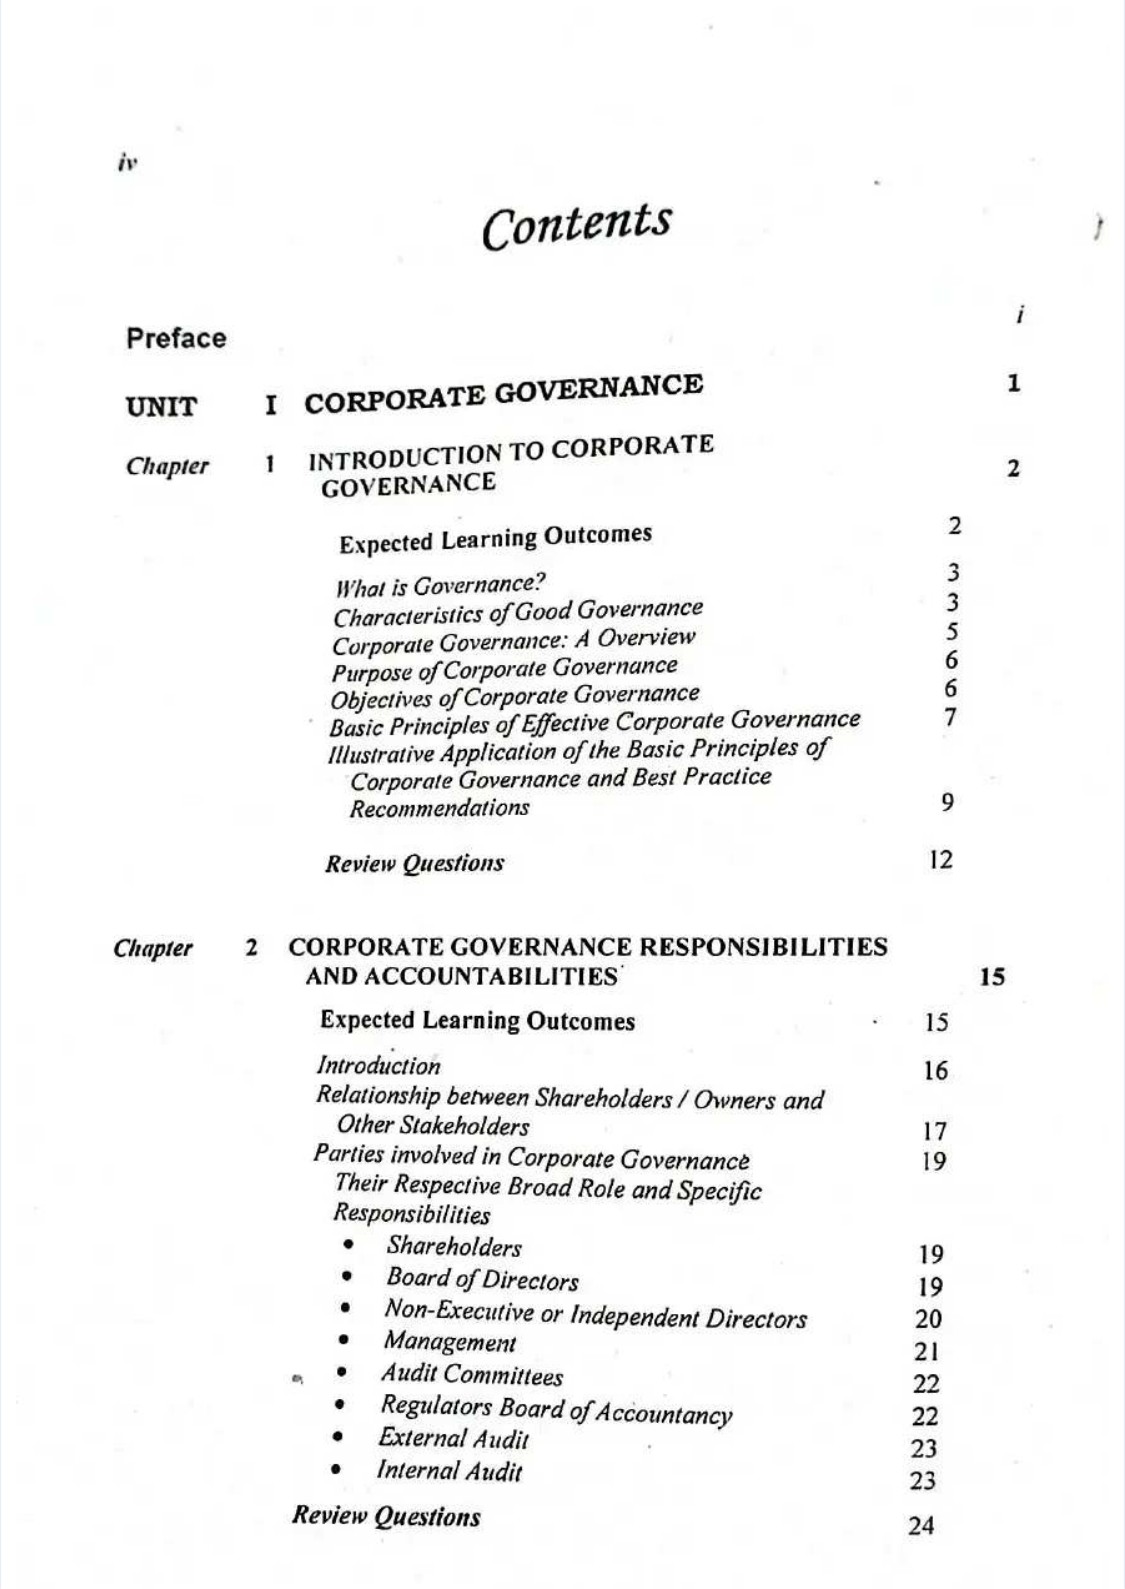 iv
Contents
Preface i
UNIT I CORPORATE GOVERNANCE 1
Chapter 1 INTRODUCTION TO CORPORATE
GOVERNANCE 2
Expected Learning Outcomes 2
What is Governance? 3
Characteristics of Good Governance 3
Corporate Governance: A Overview 5
Purpose of Corporate Governance 6
Objectives of Corporate Governance 6
Basic Principles of Effective Corporate Governance 7
Illustrative Application of the Basic Principles of
Corporate Governance and Best Practice
Recommendations 9
Review Questions 12
Chapter 2 CORPORATE GOVERNANCE RESPONSIBILITIES
AND ACCOUNTABILITIES 15
Expected Learning Outcomes 15
Introduction 16
Relationship between Shareholders / Owners and
Other Stakeholders 17
Parties involved in Corporate Governance 19
Their Respective Broad Role and Specific
Responsibilities
• Shareholders 19
• Board of Directors 19
• Non-Executive or Independent Directors 20
• Management 21
• Audit Committees 22
• Regulators Board of Accountancy 22
• External Audit 23
• Internal Audit 23
Review Questions 24